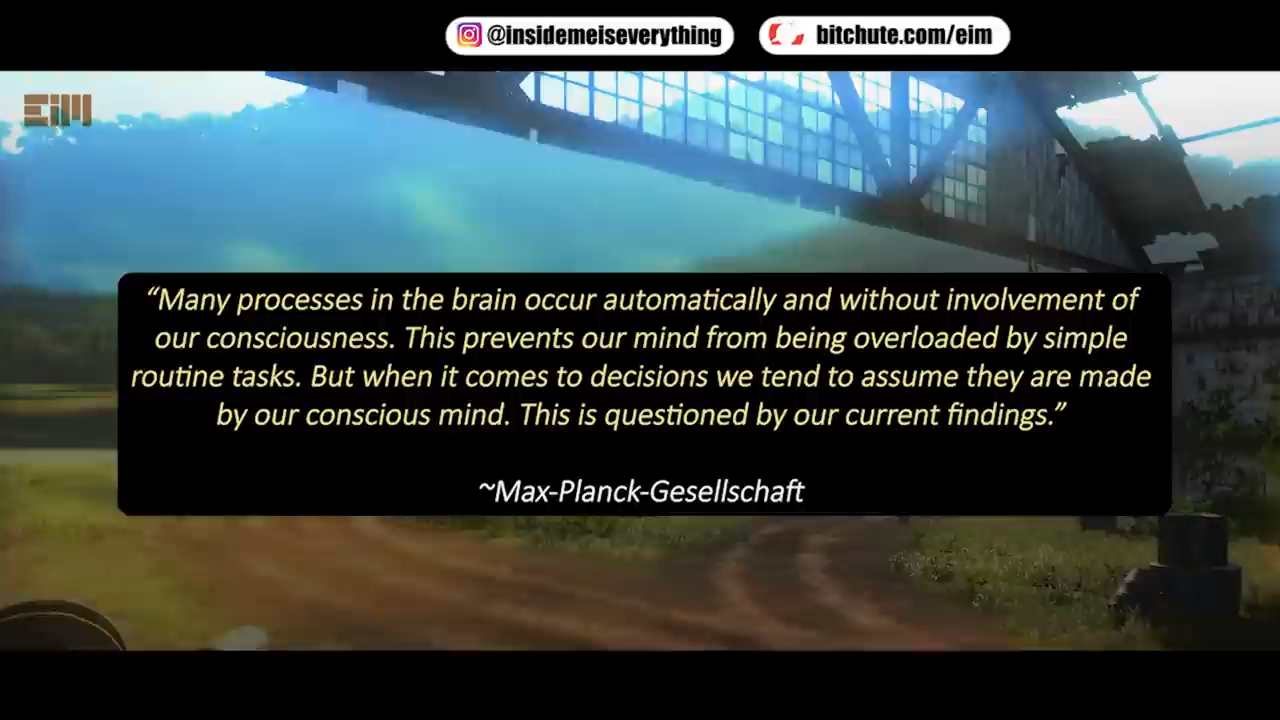 @insidemeiseverything
bitchute.com/eim
EiM
“Many processes in the brain occur automatically and without involvement of
our consciousness. This prevents our mind from being overloaded by simple
routine tasks. But when it comes to decisions we tend to assume they are made
by our conscious mind. This is questioned by our current findings.”
~Max-Planck-Gesellschaft